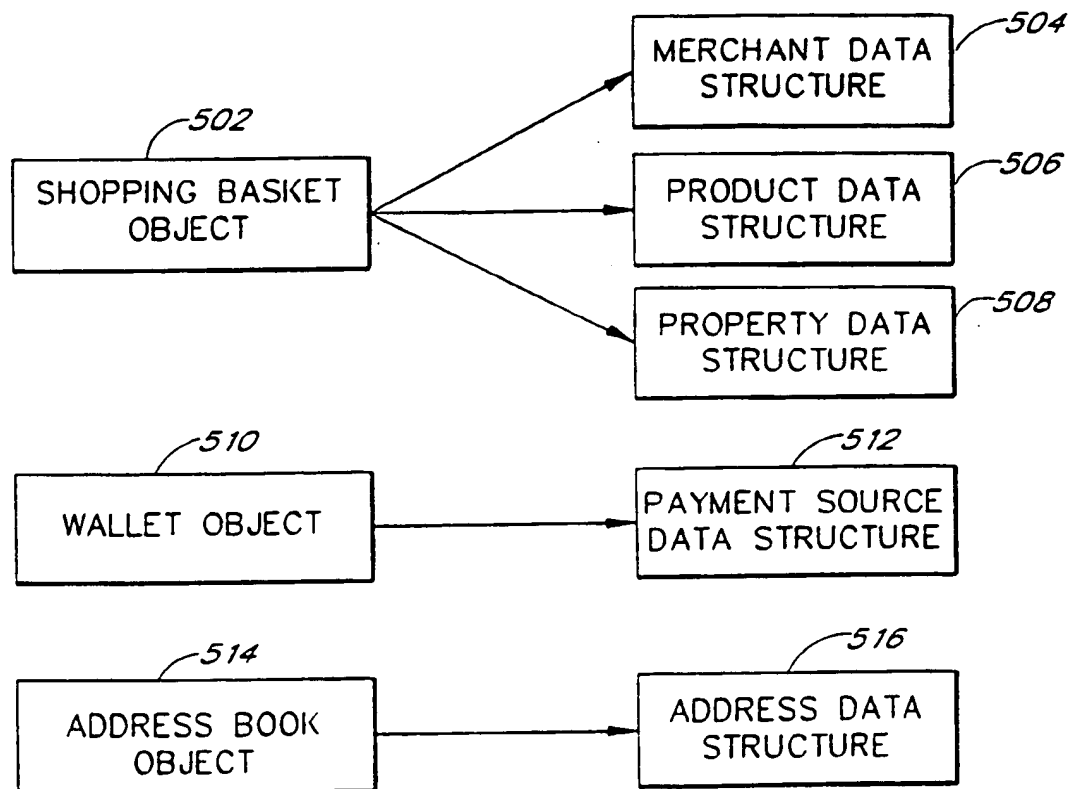 504
MERCHANT DATA
STRUCTURE
502
SHOPPING BASKET
OBJECT
506
PRODUCT DATA
STRUCTURE
508
PROPERTY DATA
STRUCTURE
510
WALLET OBJECT
512
PAYMENT SOURCE
DATA STRUCTURE
514
ADDRESS BOOK
OBJECT
516
ADDRESS DATA
STRUCTURE